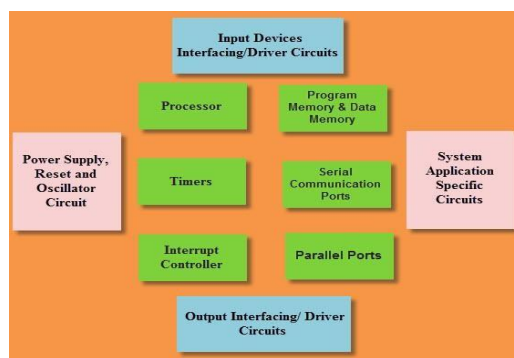 Input Devices
Interfacing/Driver Circuits
Processor
Program
Memory & Data
Memory
Power Supply,
Reset and
Oscillator
Circuit
Timers
Serial
Communication
Ports
System
Application
Specific
Circuits
Interrupt
Controller
Parallel Ports
Output Interfacing/ Driver
Circuits